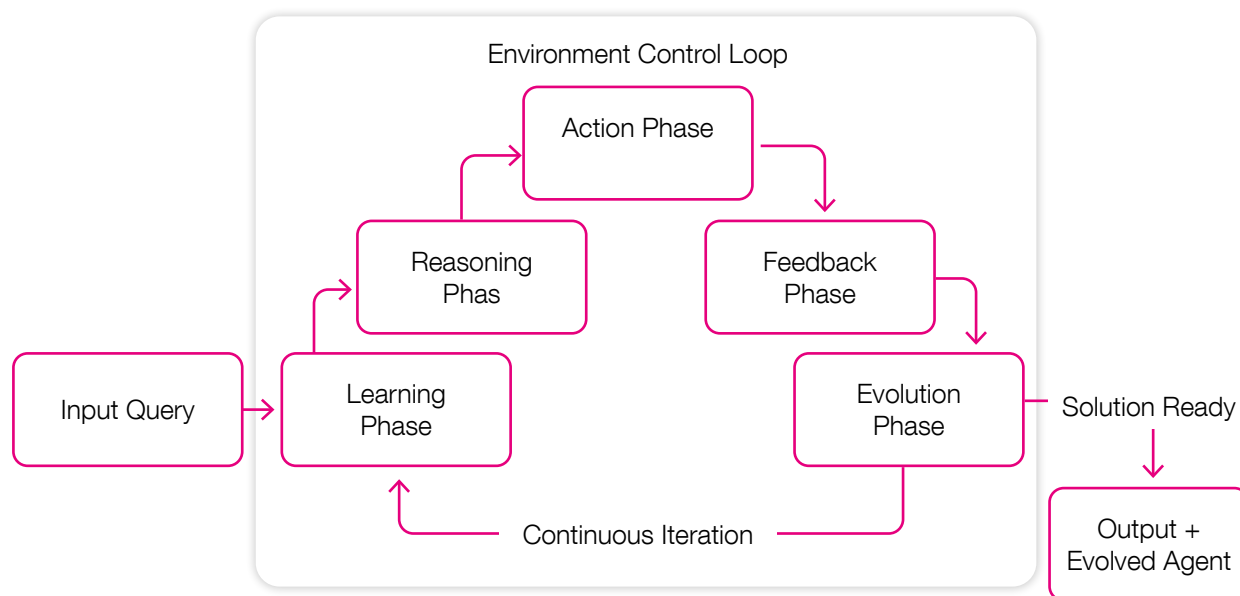 Environment Control Loop
Action Phase
Reasoning
Phas
Feedback
Phase
Input Query
Learning
Phase
Evolution
Phase
Solution Ready
Continuous Iteration
Output +
Evolved Agent